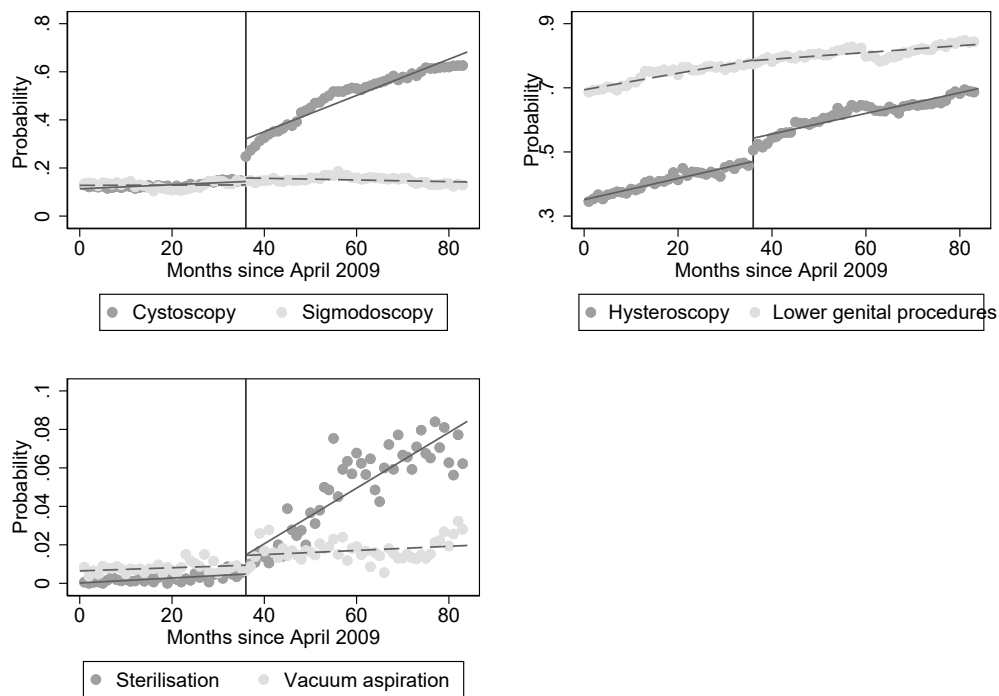 Probability
0 .2 .4 .6 .8
0 20 40 60 80
Months since April 2009
Cystoscopy Sigmodoscopy
Probability
.3 .5 .7 .9
0 20 40 60 80
Months since April 2009
Hysteroscopy Lower genital procedures
Probability
0 .02 .04 .06 .08 .1
0 20 40 60 80
Months since April 2009
Sterilisation Vacuum aspiration